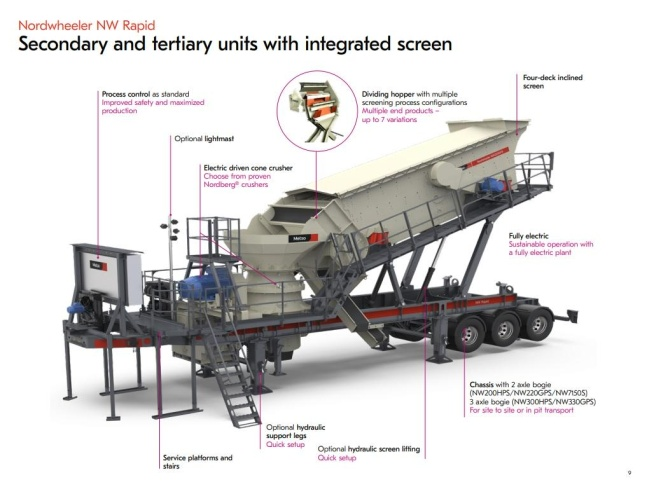 Nordwheeler NW Rapid
Secondary and tertiary units with integrated screen
Four-deck inclined
screen
Process control as standard
Improved safety and maximized
production
Dividing hopper with multiple
screening process configurations
Multiple end products –
up to 7 variations
Optional lightmast
Electric driven cone crusher
Choose from proven
Nordberg® crushers
Metso
Metso
Fully electric
Sustainable operation with
a fully electric plant
Chassis with 2 axle bogie
(NW200HPS/NW220GPS/NW7150S)
3 axle bogie (NW300HPS/NW330GPS)
For site to site or in pit transport
Optional hydraulic
support legs
Quick setup
Optional hydraulic screen lifting
Quick setup
Service platforms and
stairs
9